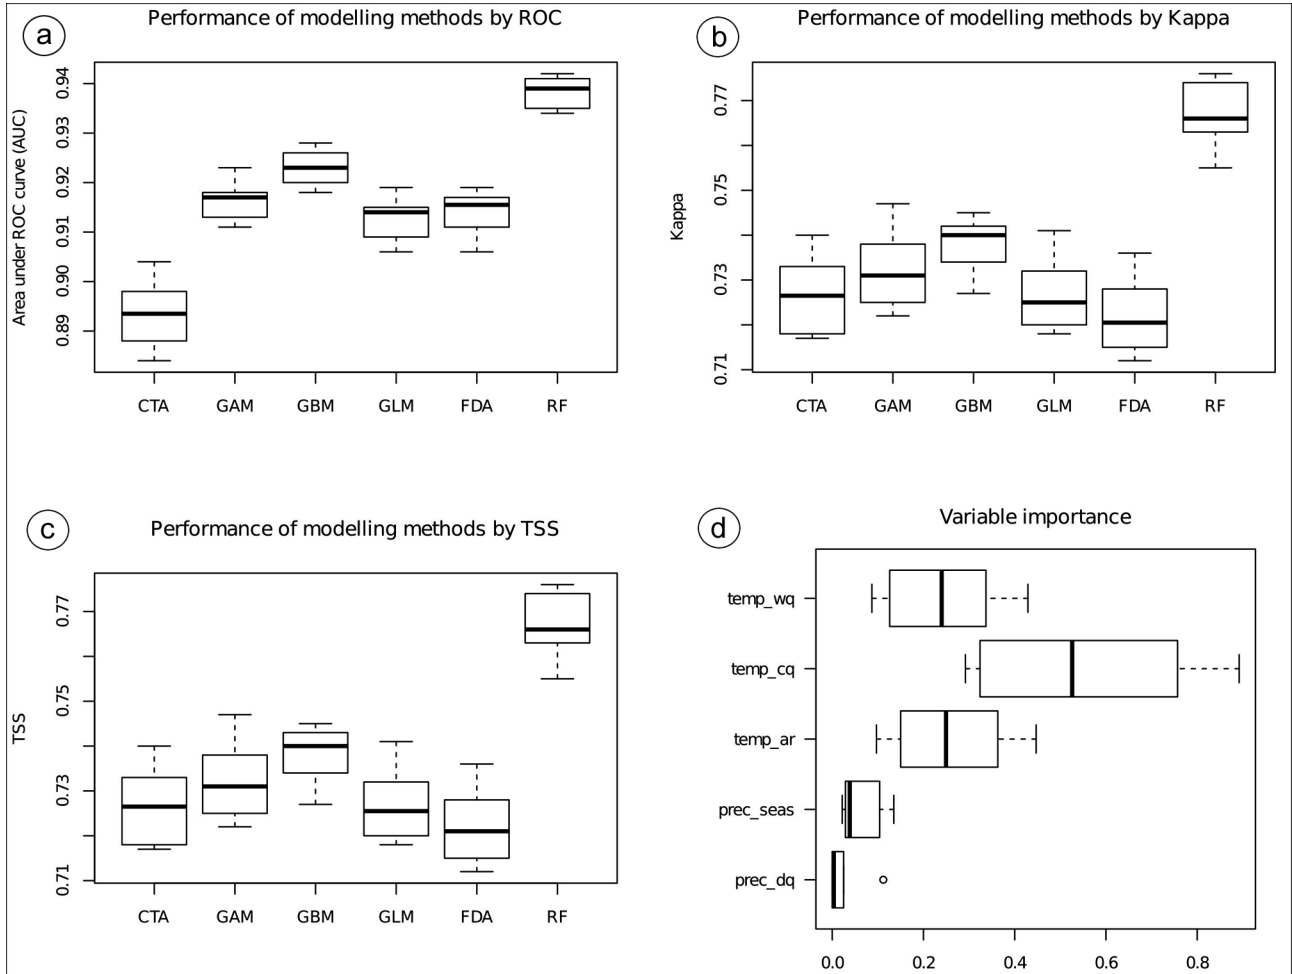 a
Performance of modelling methods by ROC
Area under ROC curve (AUC)
0.94
0.93
0.92
0.91
0.90
0.89
CTA GAM GBM GLM FDA RF
b
Performance of modelling methods by Kappa
Kappa
0.77
0.75
0.73
0.71
CTA GAM GBM GLM FDA RF
c
Performance of modelling methods by TSS
TSS
0.77
0.75
0.73
0.71
CTA GAM GBM GLM FDA RF
d
Variable importance
temp_wq
temp_cq
temp_ar
prec_seas
prec_dq
0.0 0.2 0.4 0.6 0.8